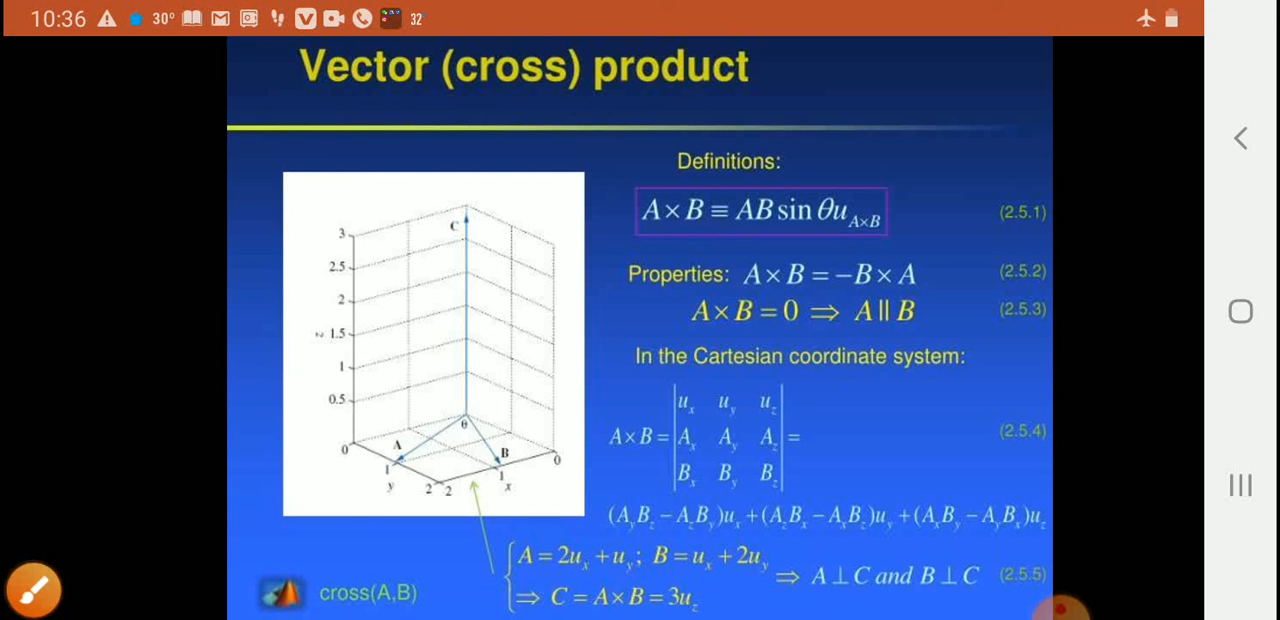 10:36 30° 32°
Vector (cross) product
Definitions:
A × B ≡ AB sin θu_{A×B} (2.5.1)
Properties: A × B = −B × A (2.5.2)
A × B = 0 ⟹ A || B (2.5.3)
In the Cartesian coordinate system:
A × B = | u_x u_y u_z | = (2.5.4)
| A_x A_y A_z |
| B_x B_y B_z |
(A_yB_z − A_zB_y)u_x + (A_zB_x − A_xB_z)u_y + (A_xB_y − A_yB_x)u_z
A = 2u_x + u_y; B = u_x + 2u_y
⟹ C = A × B = 3u_z
⟹ A ⊥ C and B ⊥ C (2.5.5)
cross(A,B)
C
3
2.5
2
z 1.5
1
0.5
0
θ
A
B
1
y
2
2
1
x
0